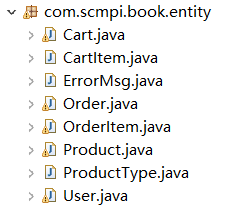 com.scmpi.book.entity
Cart.java
CartItem.java
ErrorMsg.java
Order.java
OrderItem.java
Product.java
ProductType.java
User.java